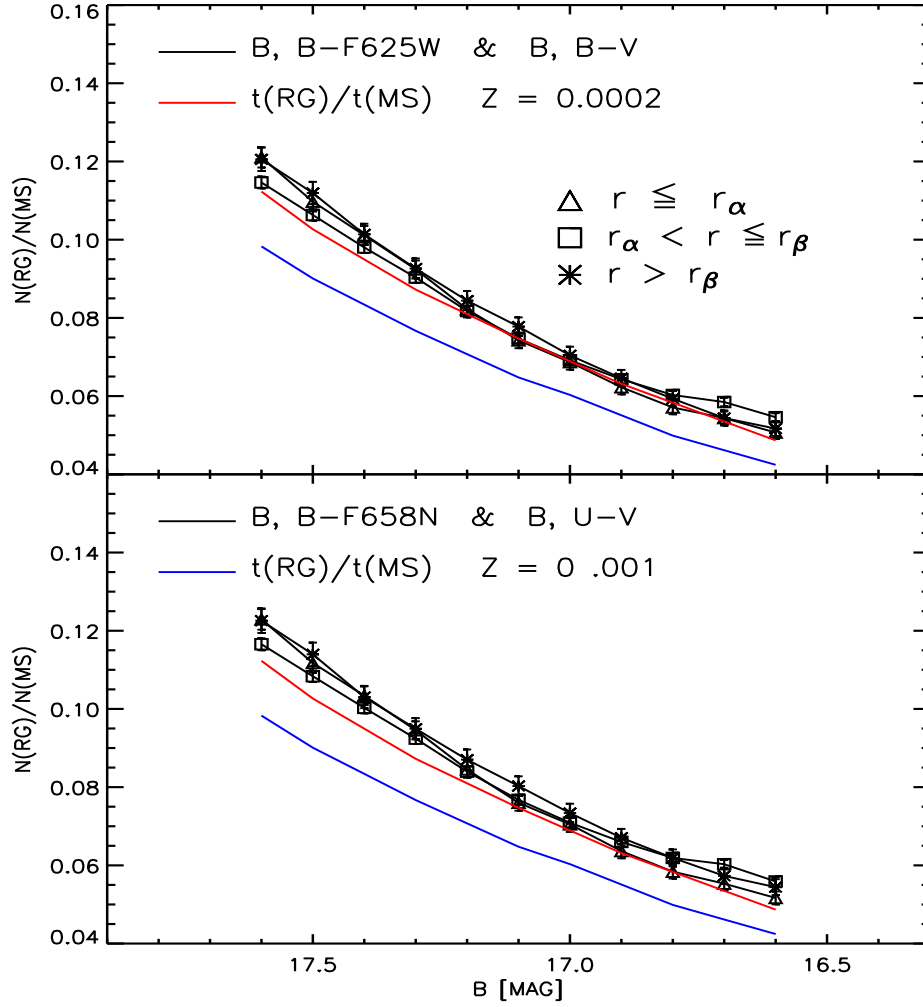 0.16
0.14
0.12
0.10
0.08
0.06
0.04
N(RG)/N(MS)
B, B-F625W & B, B-V
t(RG)/t(MS) Z = 0.0002
r ≦ rα
rα < r ≦ rβ
r > rβ
0.14
0.12
0.10
0.08
0.06
0.04
N(RG)/N(MS)
B, B-F658N & B, U-V
t(RG)/t(MS) Z = 0 .001
17.5 17.0 16.5
B [MAG]